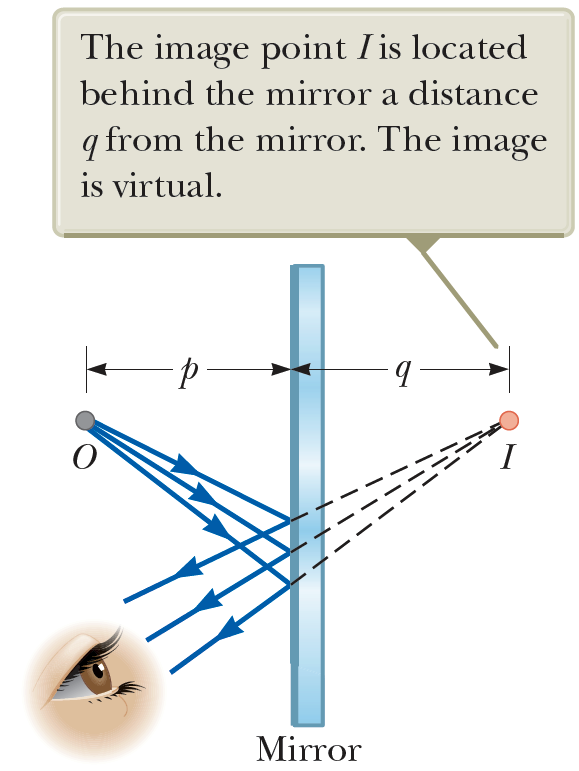 The image point I is located
behind the mirror a distance
q from the mirror. The image
is virtual.
p q
O I
Mirror